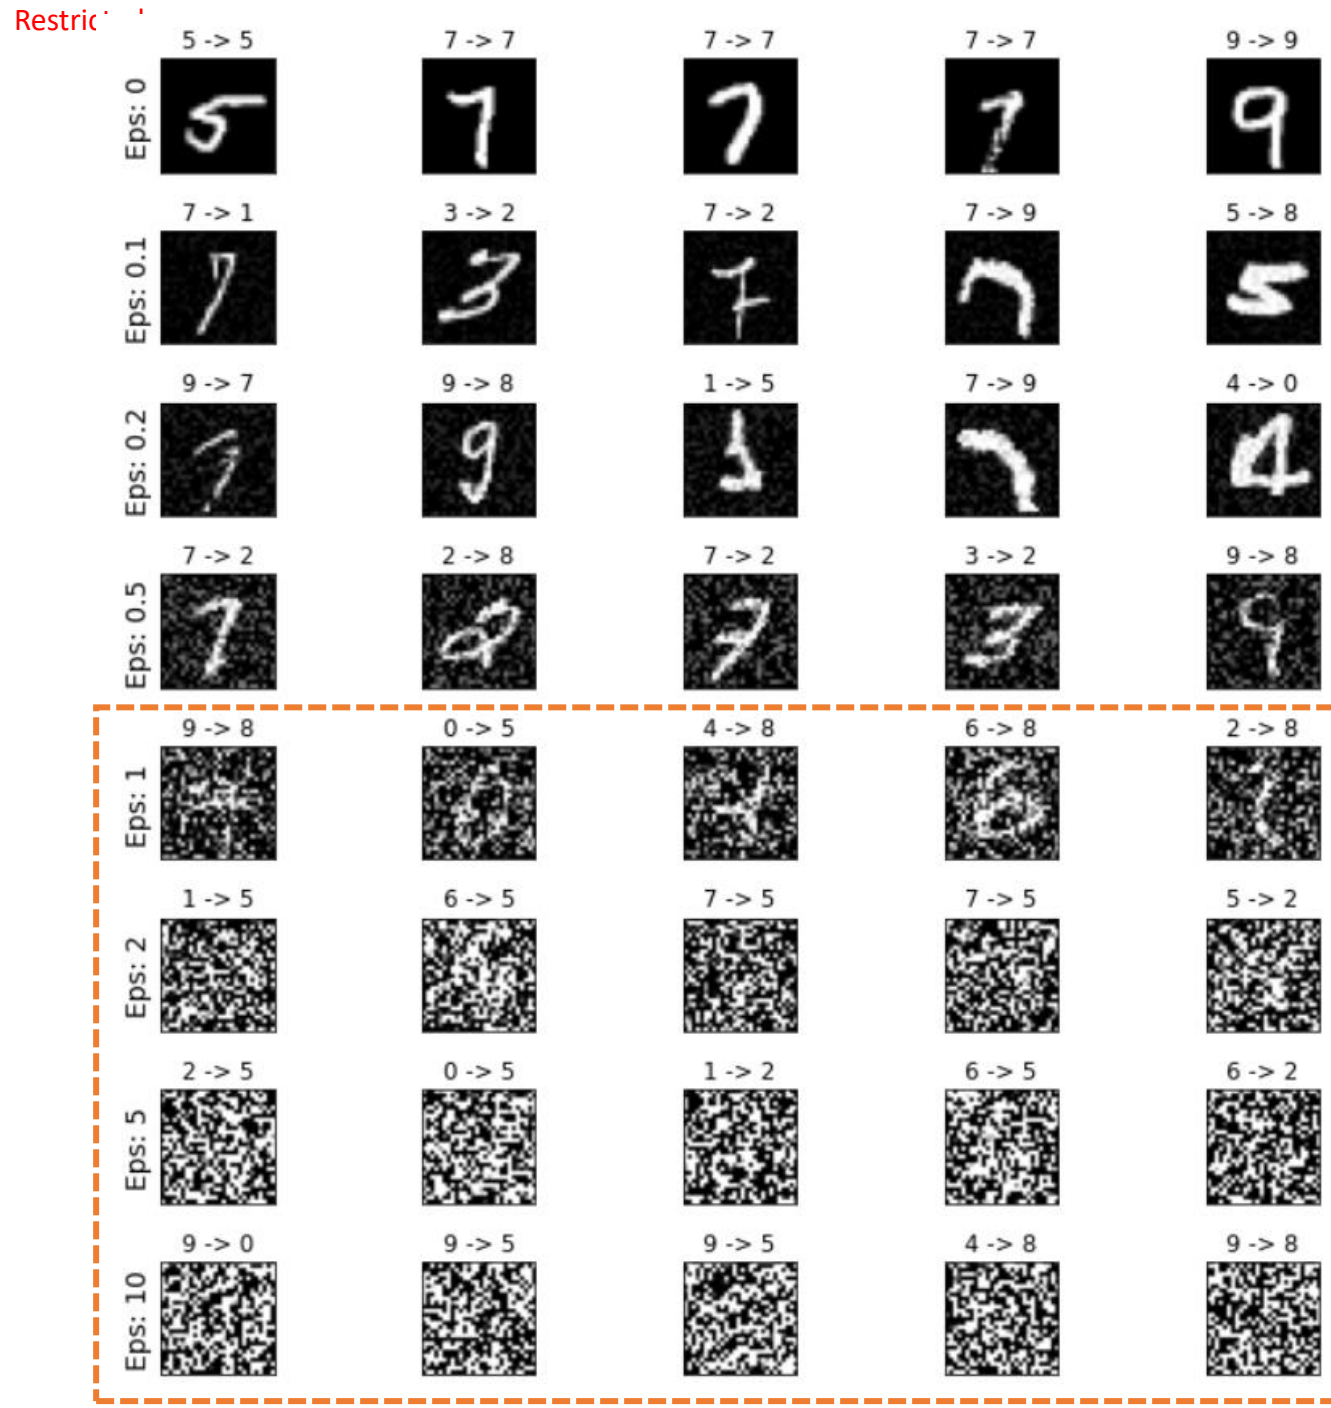 5 -> 5 7 -> 7 7 -> 7 7 -> 7 9 -> 9
Eps: 0
7 -> 1 3 -> 2 7 -> 2 7 -> 9 5 -> 8
Eps: 0.1
9 -> 7 9 -> 8 1 -> 5 7 -> 9 4 -> 0
Eps: 0.2
7 -> 2 2 -> 8 7 -> 2 3 -> 2 9 -> 8
Eps: 0.5
9 -> 8 0 -> 5 4 -> 8 6 -> 8 2 -> 8
Eps: 1
1 -> 5 6 -> 5 7 -> 5 7 -> 5 5 -> 2
Eps: 2
2 -> 5 0 -> 5 1 -> 2 6 -> 5 6 -> 2
Eps: 5
9 -> 0 9 -> 5 9 -> 5 4 -> 8 9 -> 8
Eps: 10